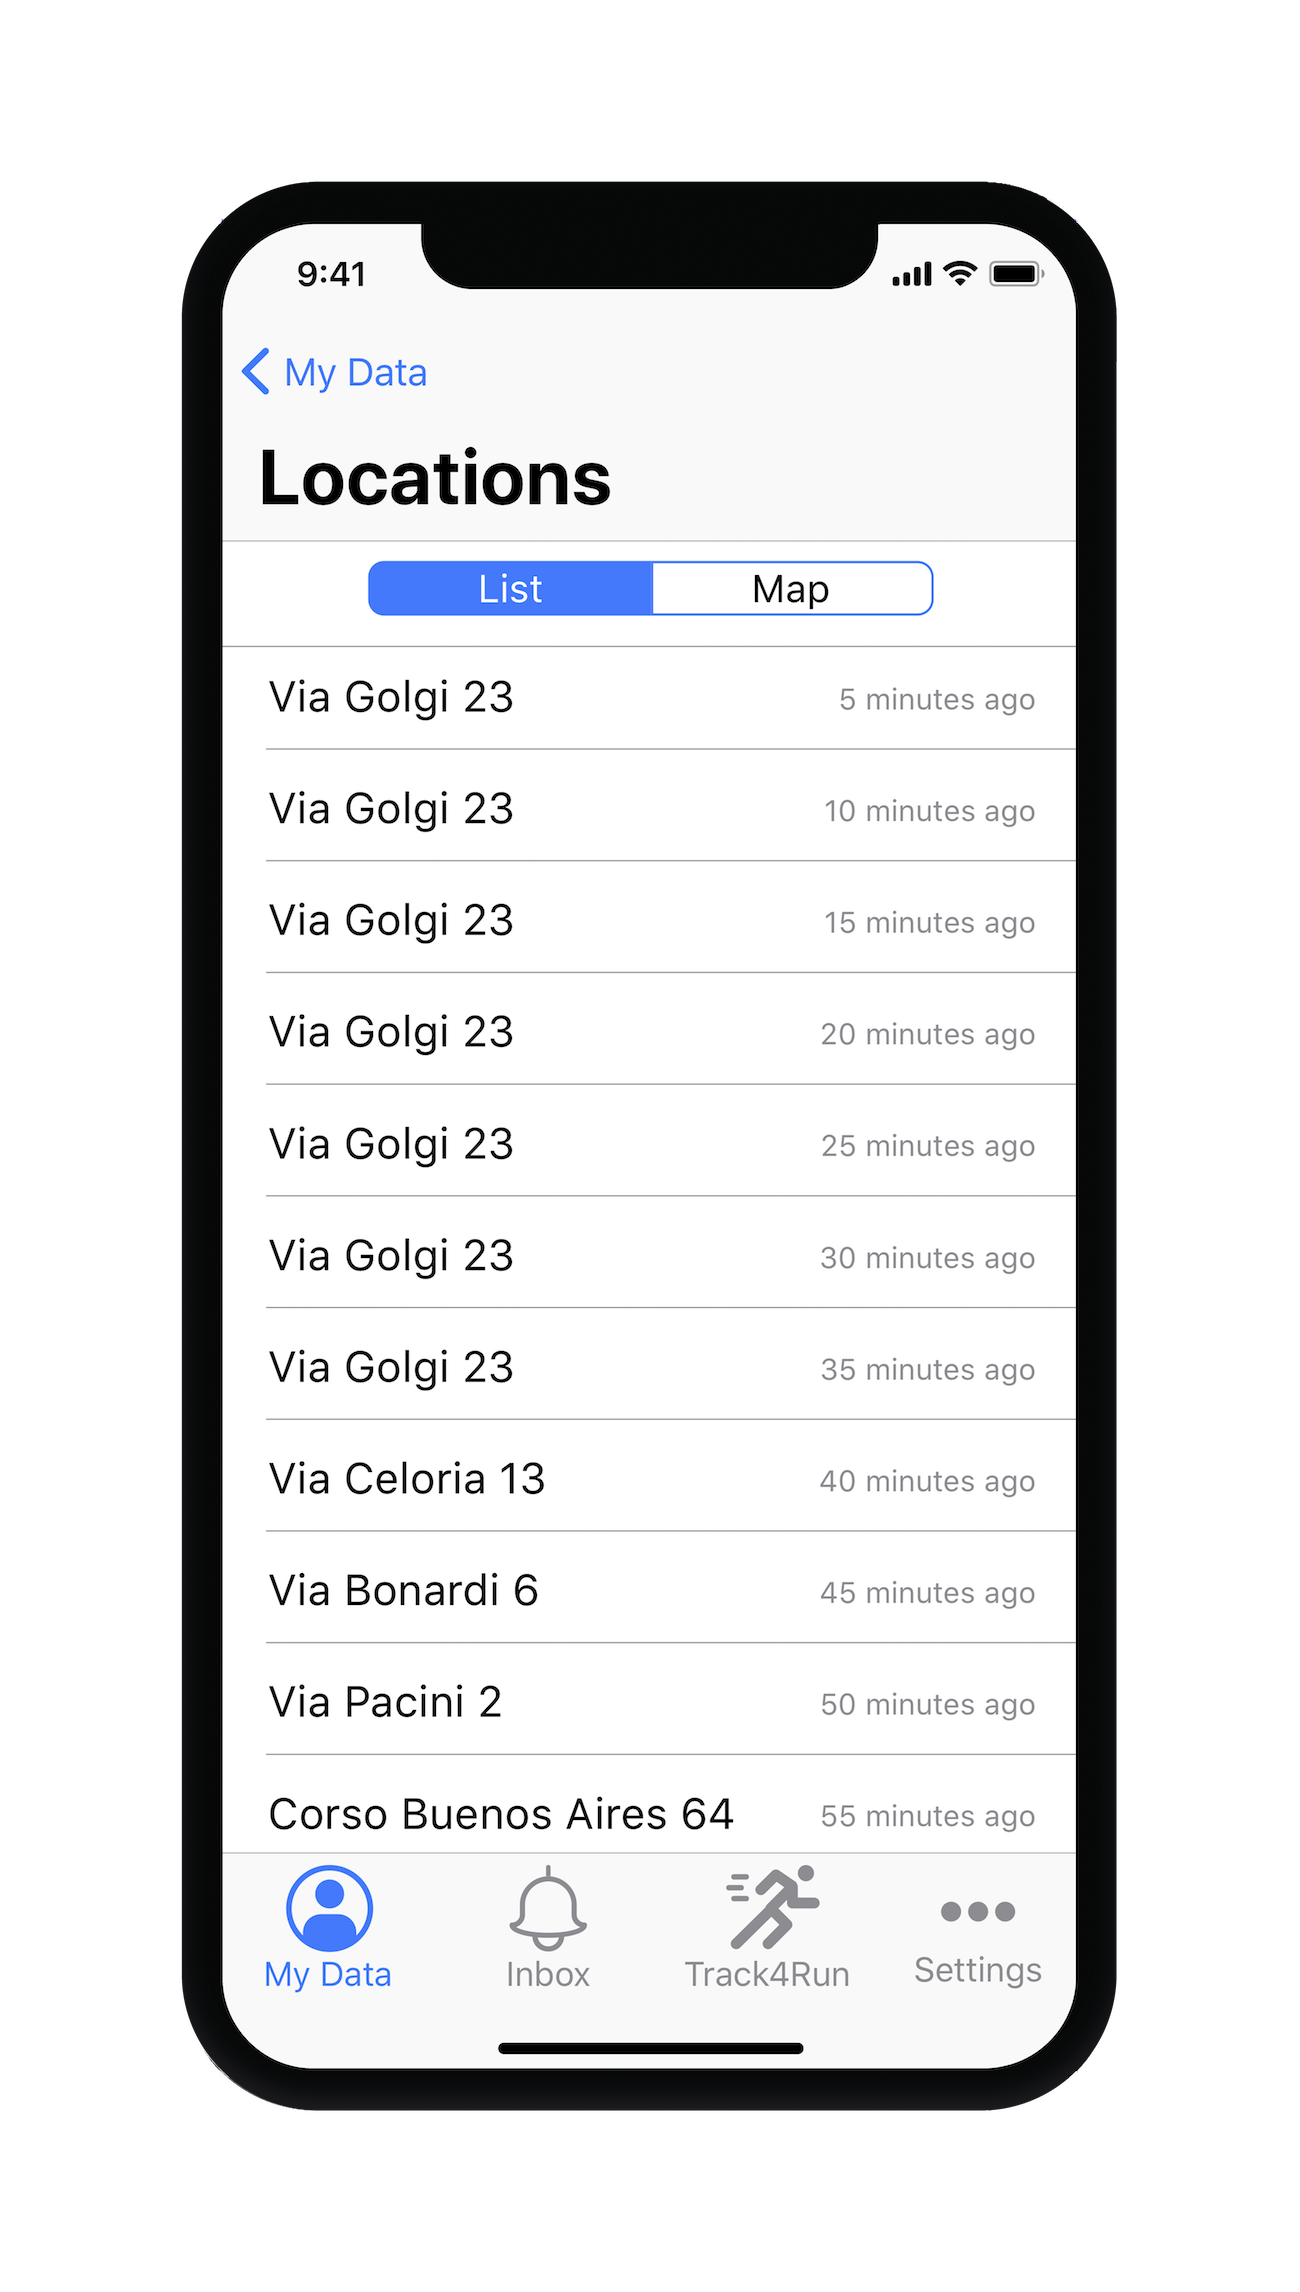 9:41
My Data
Locations
List Map
Via Golgi 23 5 minutes ago
Via Golgi 23 10 minutes ago
Via Golgi 23 15 minutes ago
Via Golgi 23 20 minutes ago
Via Golgi 23 25 minutes ago
Via Golgi 23 30 minutes ago
Via Golgi 23 35 minutes ago
Via Celoria 13 40 minutes ago
Via Bonardi 6 45 minutes ago
Via Pacini 2 50 minutes ago
Corso Buenos Aires 64 55 minutes ago
My Data Inbox Track4Run Settings